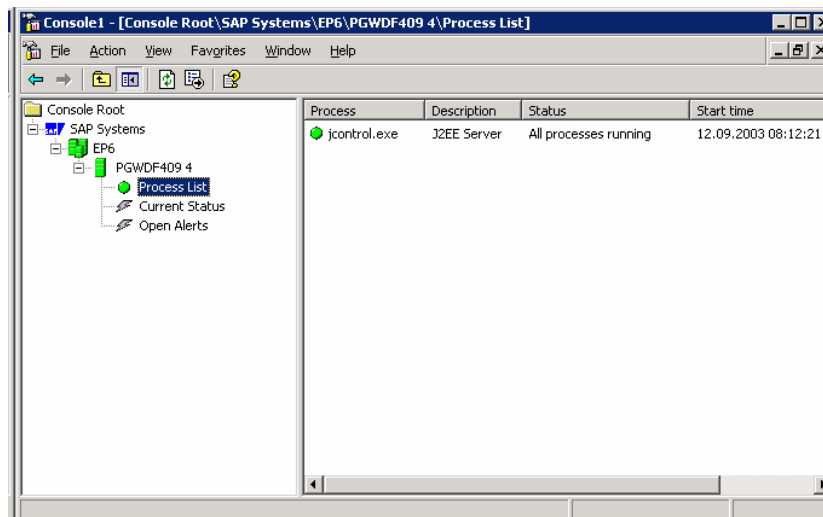 Console1 - [Console Root\SAP Systems\EP6\PGWDF409 4\Process List]
File Action View Favorites Window Help
Console Root
SAP Systems
EP6
PGWDF409 4
Process List
Current Status
Open Alerts
Process Description Status Start time
jcontrol.exe J2EE Server All processes running 12.09.2003 08:12:21